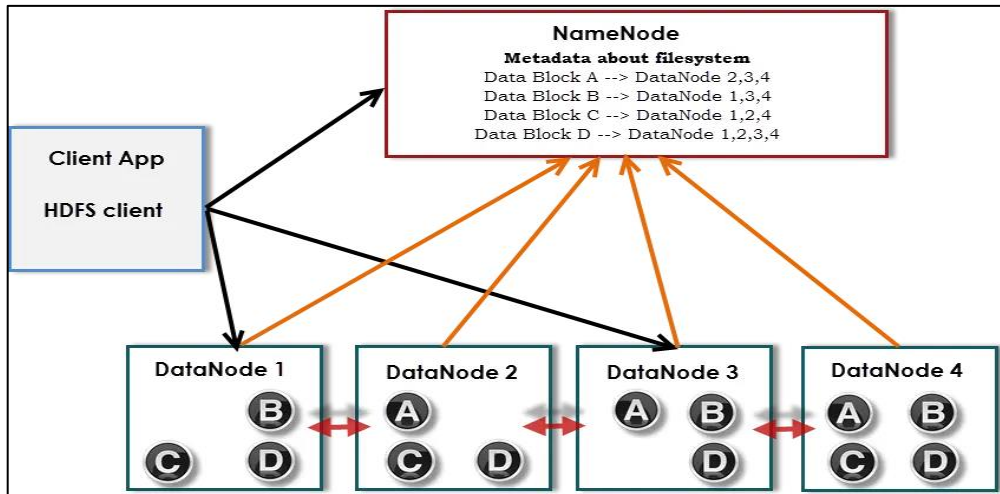 NameNode
Metadata about filesystem
Data Block A --> DataNode 2,3,4
Data Block B --> DataNode 1,3,4
Data Block C --> DataNode 1,2,4
Data Block D --> DataNode 1,2,3,4
Client App
HDFS client
DataNode 1
B
C D
DataNode 2
A
C D
DataNode 3
A B
D
DataNode 4
A B
C D